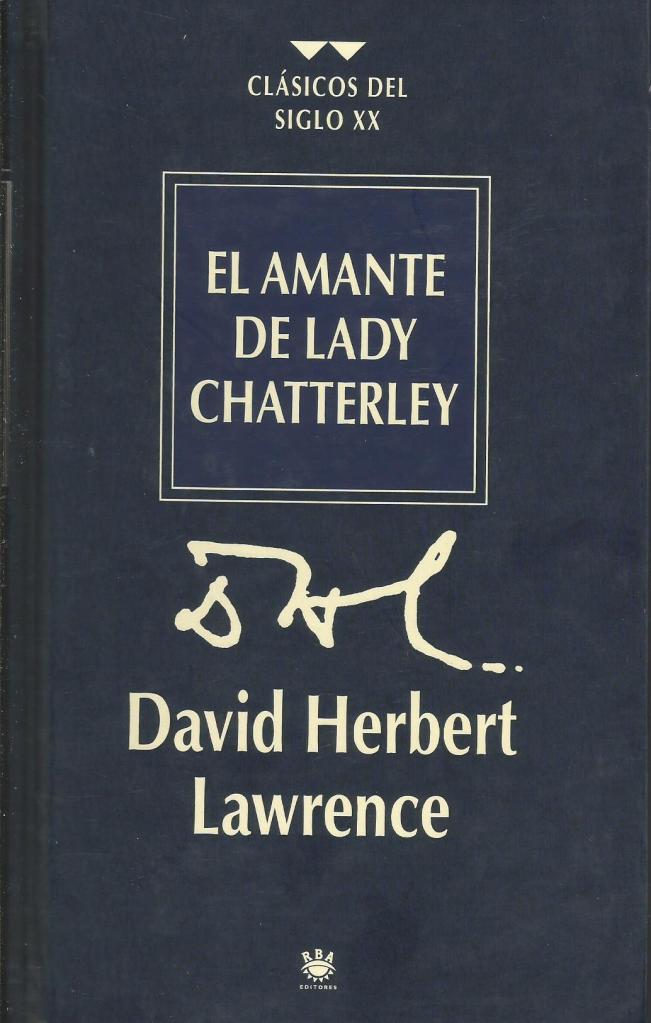 CLÁSICOS DEL
SIGLO XX
EL AMANTE
DE LADY
CHATTERLEY
David Herbert
Lawrence
RBA
EDITORES